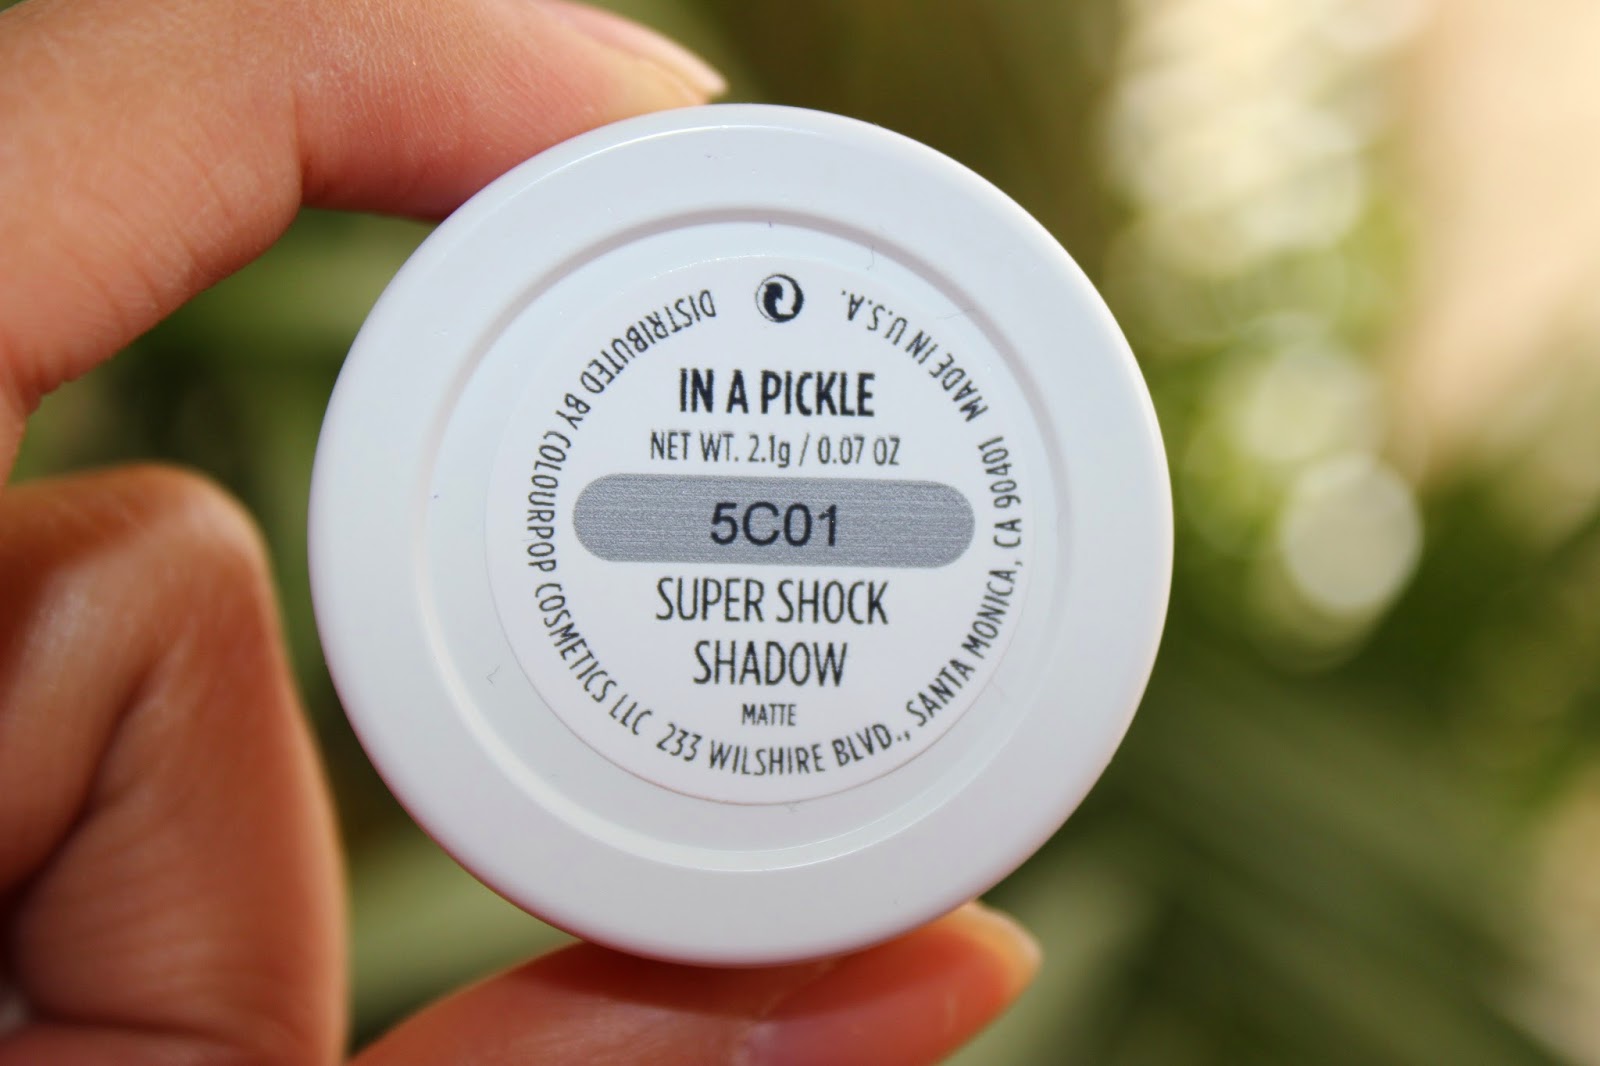 IN A PICKLE
NET WT. 2.1g / 0.07 OZ
5C01
SUPER SHOCK
SHADOW
MATTE
DISTRIBUTED BY COLOURPOP COSMETICS LLC 233 WILSHIRE BLVD., SANTA MONICA, CA 90401 MADE IN U.S.A.